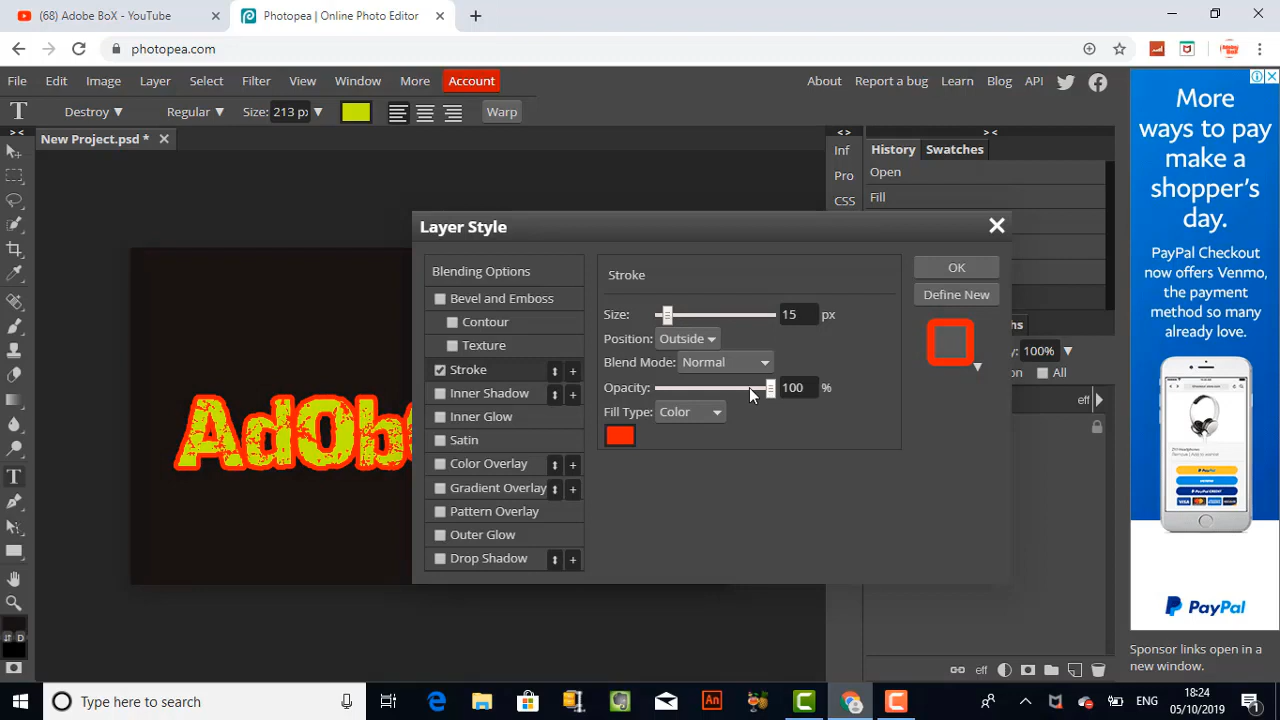 (68) Adobe BoX - YouTube
Photopea | Online Photo Editor
photopea.com
File Edit Image Layer Select Filter View Window More Account
About Report a bug Learn Blog API
T Destroy Regular Size: 213 px Warp
New Project.psd *
Inf
Pro
CSS
History Swatches
Open
Fill
Layer Style
Blending Options
Bevel and Emboss
Contour
Texture
Stroke
Inner Shadow
Inner Glow
Satin
Color Overlay
Gradient Overlay
Pattern Overlay
Outer Glow
Drop Shadow
Stroke
Size: 15 px
Position: Outside
Blend Mode: Normal
Opacity: 100 %
Fill Type: Color
OK
Define New
100%
All
eff
eff
D
More
ways to pay
make a
shopper's
day.
PayPal Checkout
now offers Venmo,
the payment
method so many
already love.
PayPal
Sponsor links open in a
new window.
Type here to search
An
ENG
18:24
05/10/2019